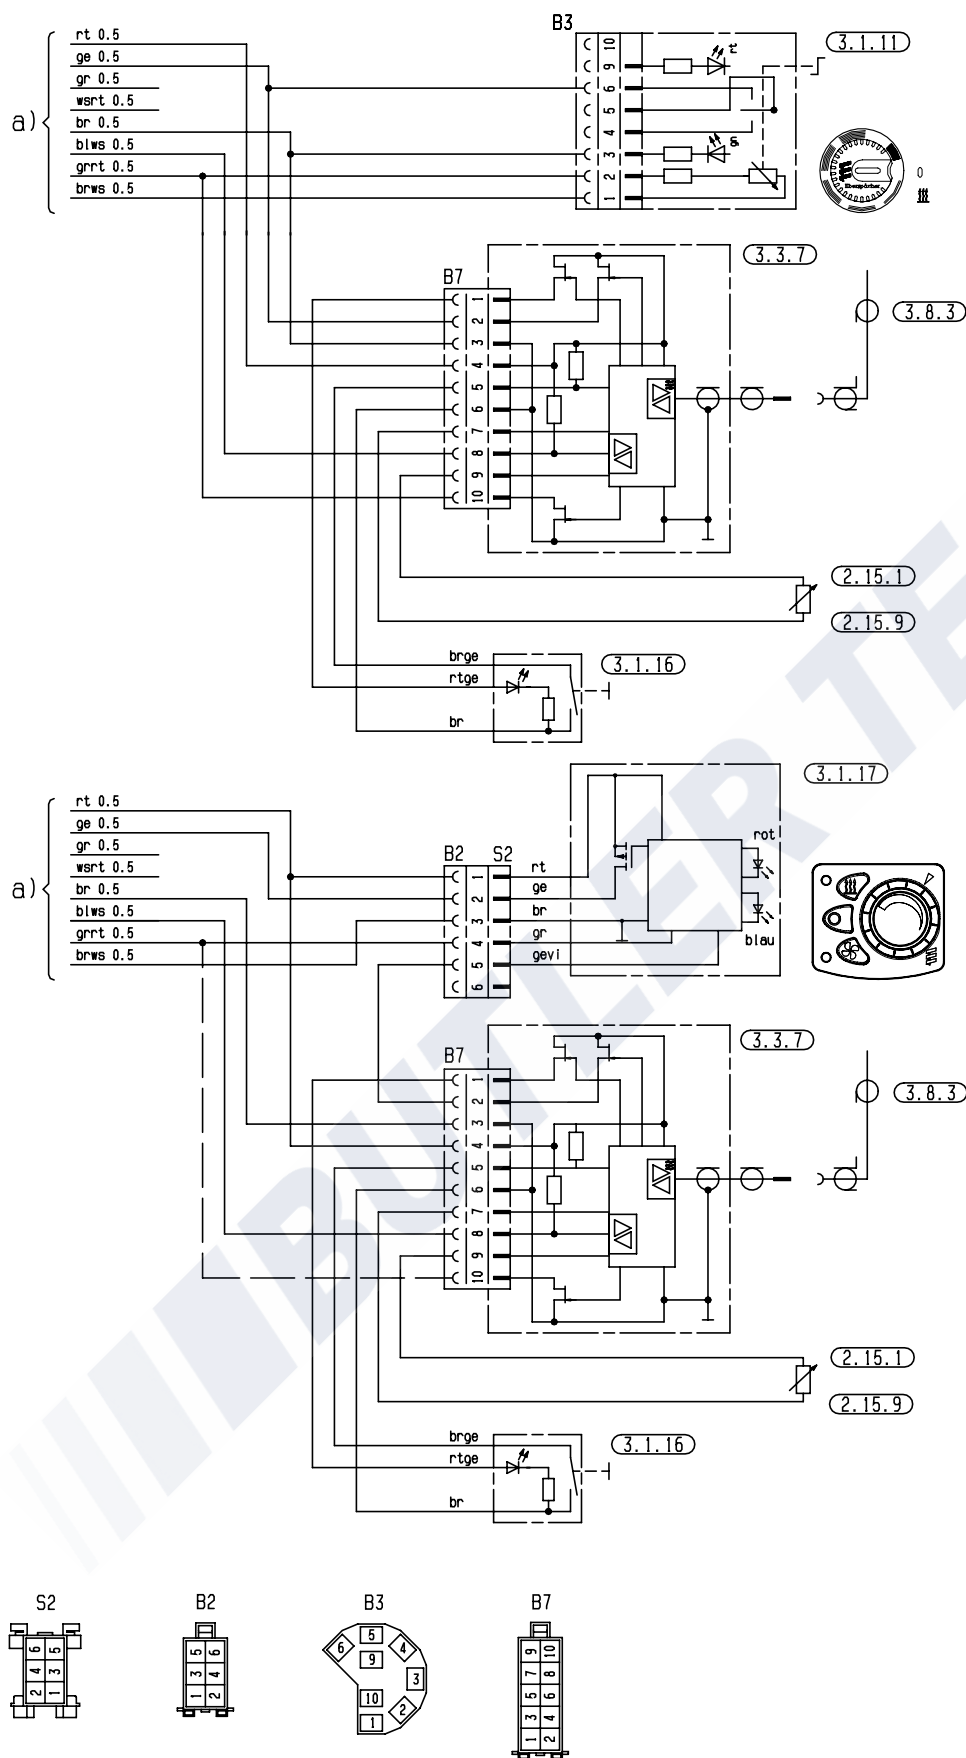 B3
rt 0.5
ge 0.5
gr 0.5
wsrt 0.5
br 0.5
blws 0.5
grrt 0.5
brws 0.5
a)
10
9
6
5
4
3
2
1
rt
gr
3.1.11
Eberspächer
0
3.3.7
B7
1
2
3
4
5
6
7
8
9
10
3.8.3
2.15.1
2.15.9
brge
rtge
br
3.1.16
3.1.17
rt 0.5
ge 0.5
gr 0.5
wsrt 0.5
br 0.5
blws 0.5
grrt 0.5
brws 0.5
a)
B2 S2
1
2
3
4
5
6
rt
ge
br
gr
gevi
rot
blau
3.3.7
B7
1
2
3
4
5
6
7
8
9
10
3.8.3
2.15.1
2.15.9
brge
rtge
br
3.1.16
BUTLER TE
S2
6 5
4 3
2 1
B2
5 6
3 4
1 2
B3
6 5 4
9
3
10 2
1
B7
9 10
7 8
5 6
3 4
1 2